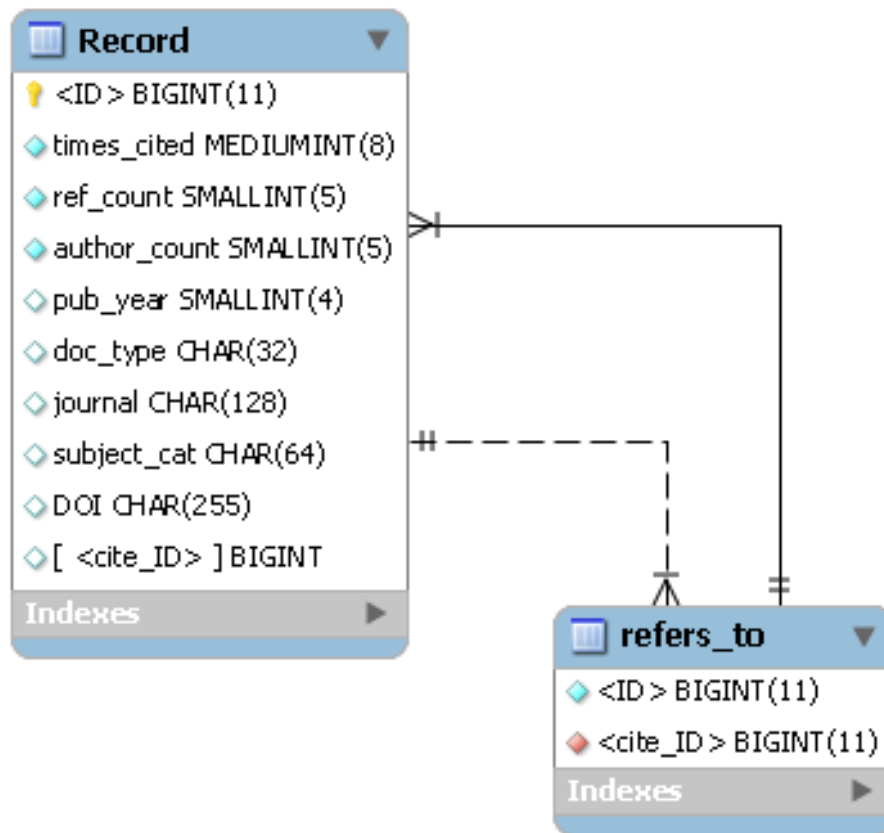 Record
<ID> BIGINT(11)
times_cited MEDIUMINT(8)
ref_count SMALLINT(5)
author_count SMALLINT(5)
pub_year SMALLINT(4)
doc_type CHAR(32)
journal CHAR(128)
subject_cat CHAR(64)
DOI CHAR(255)
[ <cite_ID> ] BIGINT
Indexes
refers_to
<ID> BIGINT(11)
<cite_ID> BIGINT(11)
Indexes